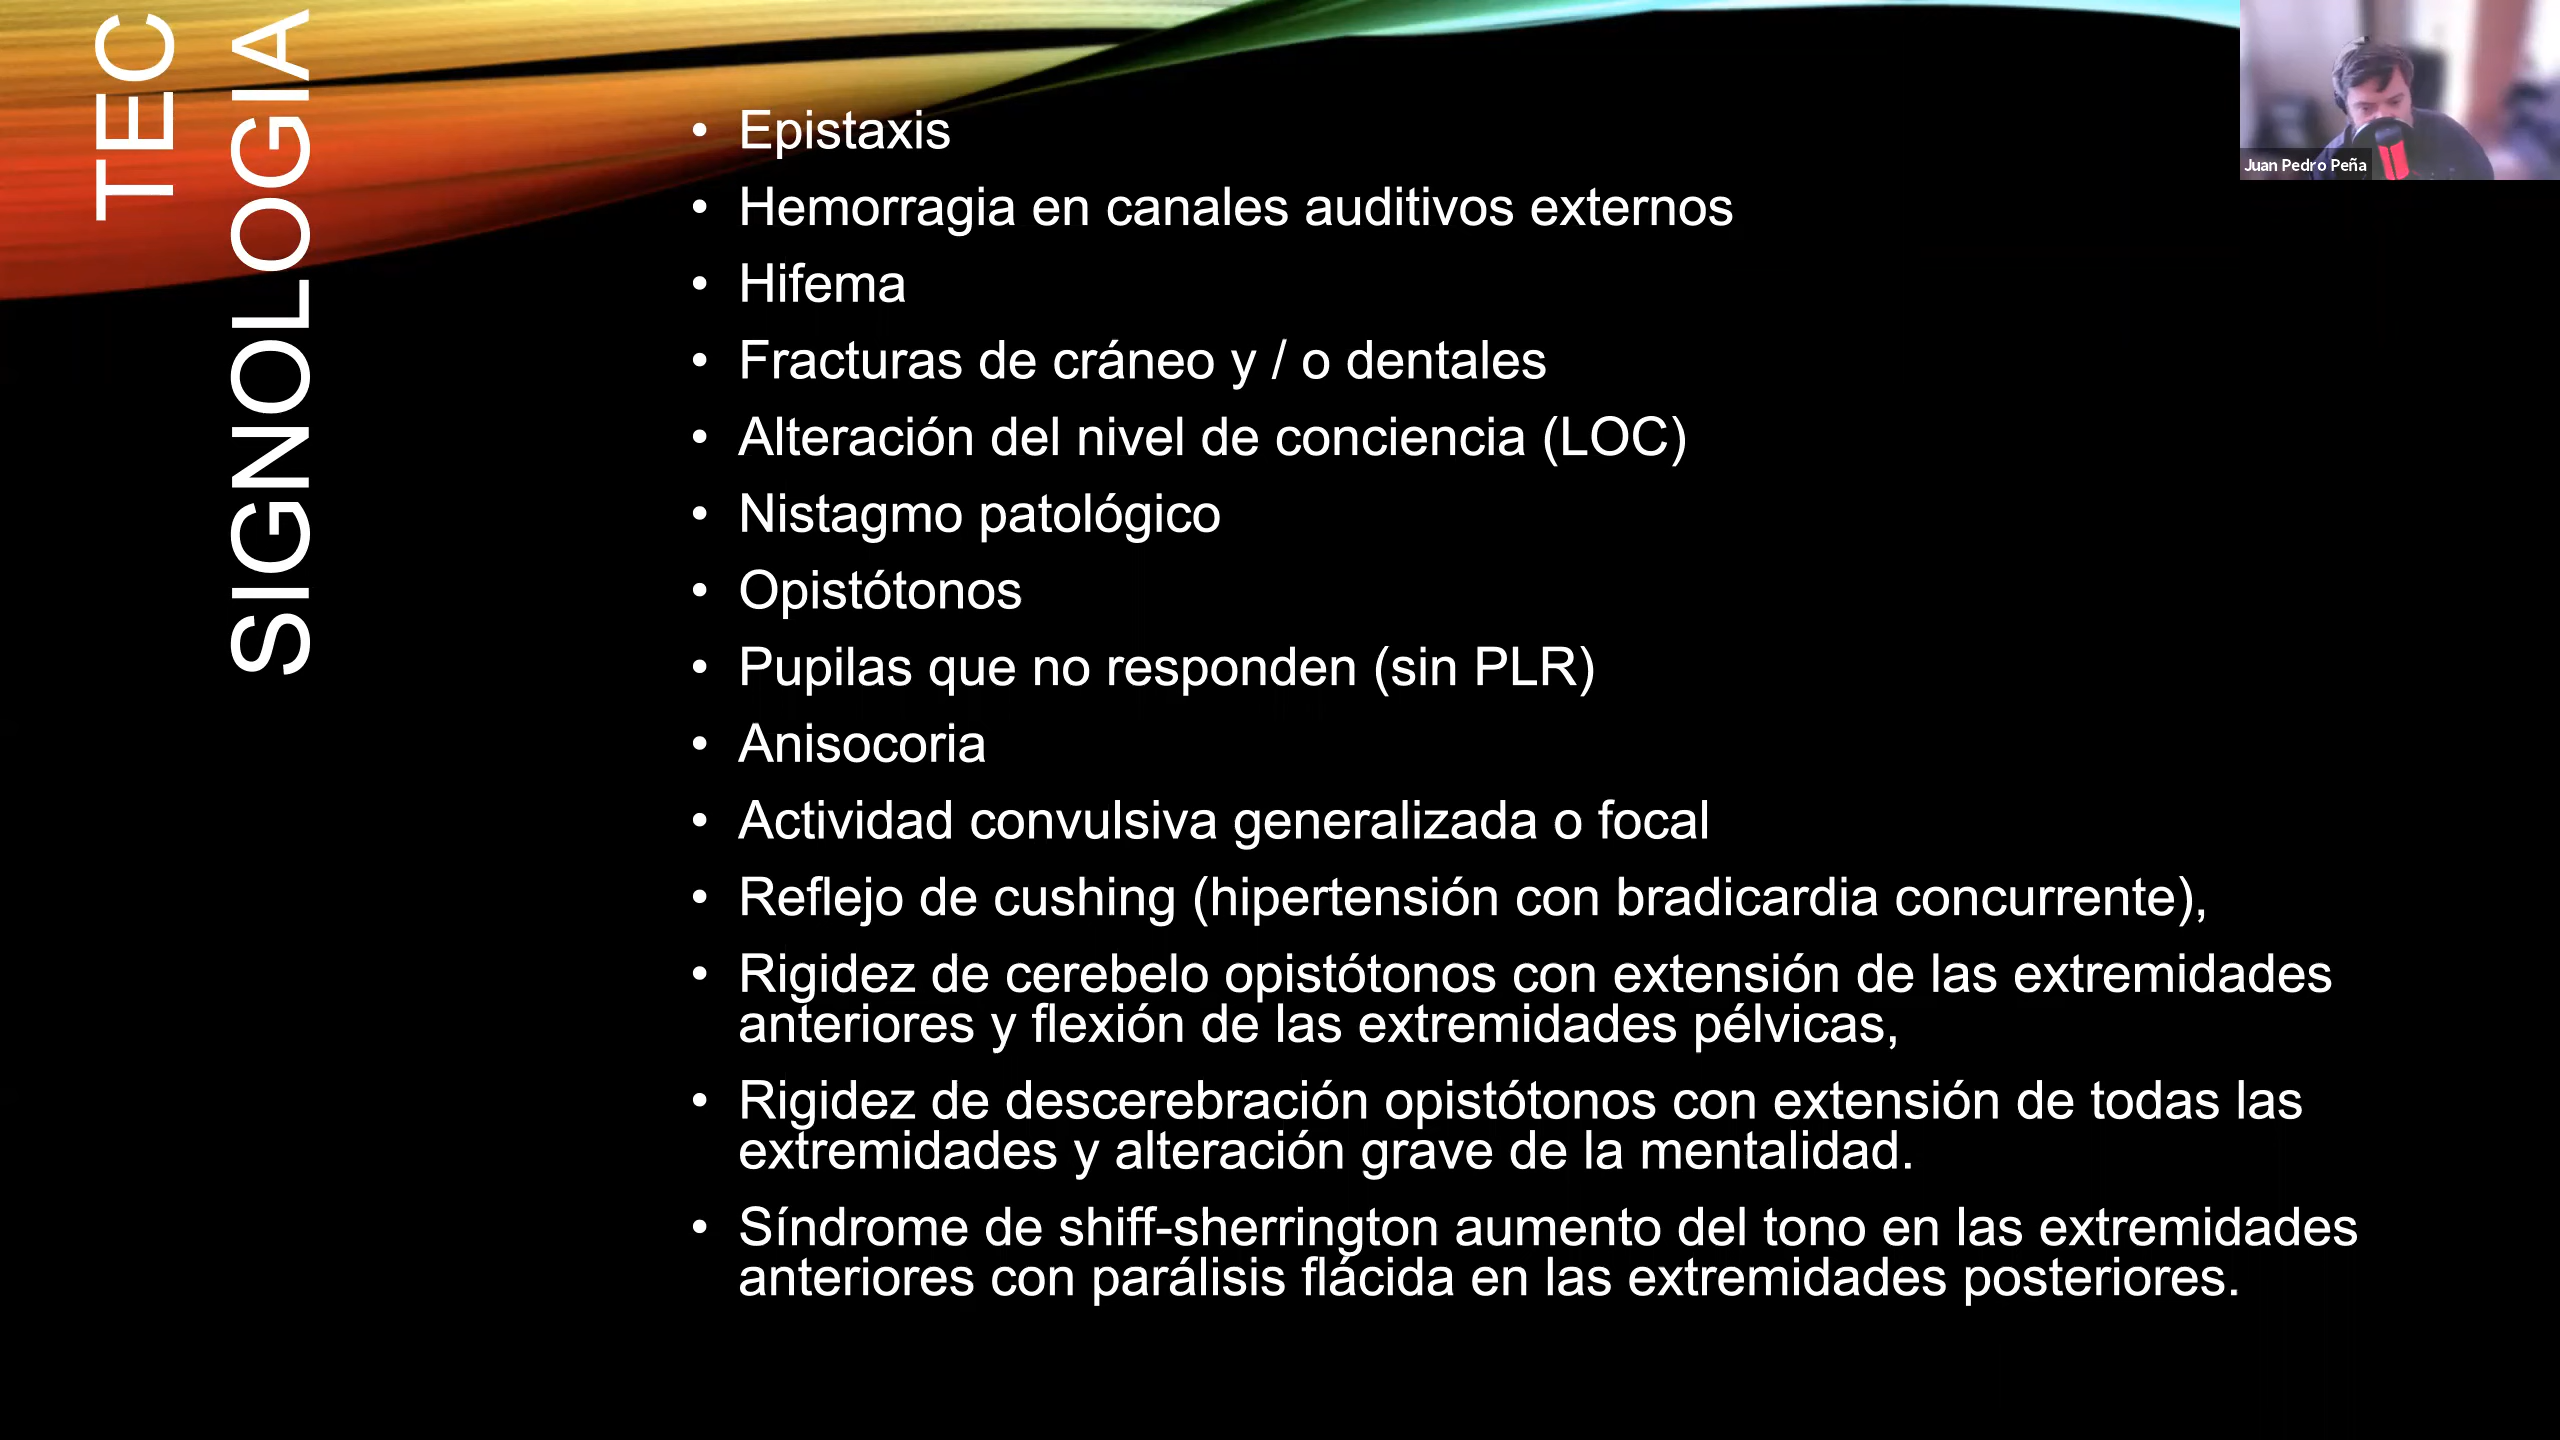 TEC
SIGNOLOGIA
• Epistaxis
• Hemorragia en canales auditivos externos
• Hifema
• Fracturas de cráneo y / o dentales
• Alteración del nivel de conciencia (LOC)
• Nistagmo patológico
• Opistótonos
• Pupilas que no responden (sin PLR)
• Anisocoria
• Actividad convulsiva generalizada o focal
• Reflejo de cushing (hipertensión con bradicardia concurrente),
• Rigidez de cerebelo opistótonos con extensión de las extremidades
anteriores y flexión de las extremidades pélvicas,
• Rigidez de descerebración opistótonos con extensión de todas las
extremidades y alteración grave de la mentalidad.
• Síndrome de shiff-sherrington aumento del tono en las extremidades
anteriores con parálisis flácida en las extremidades posteriores.
Juan Pedro Peña